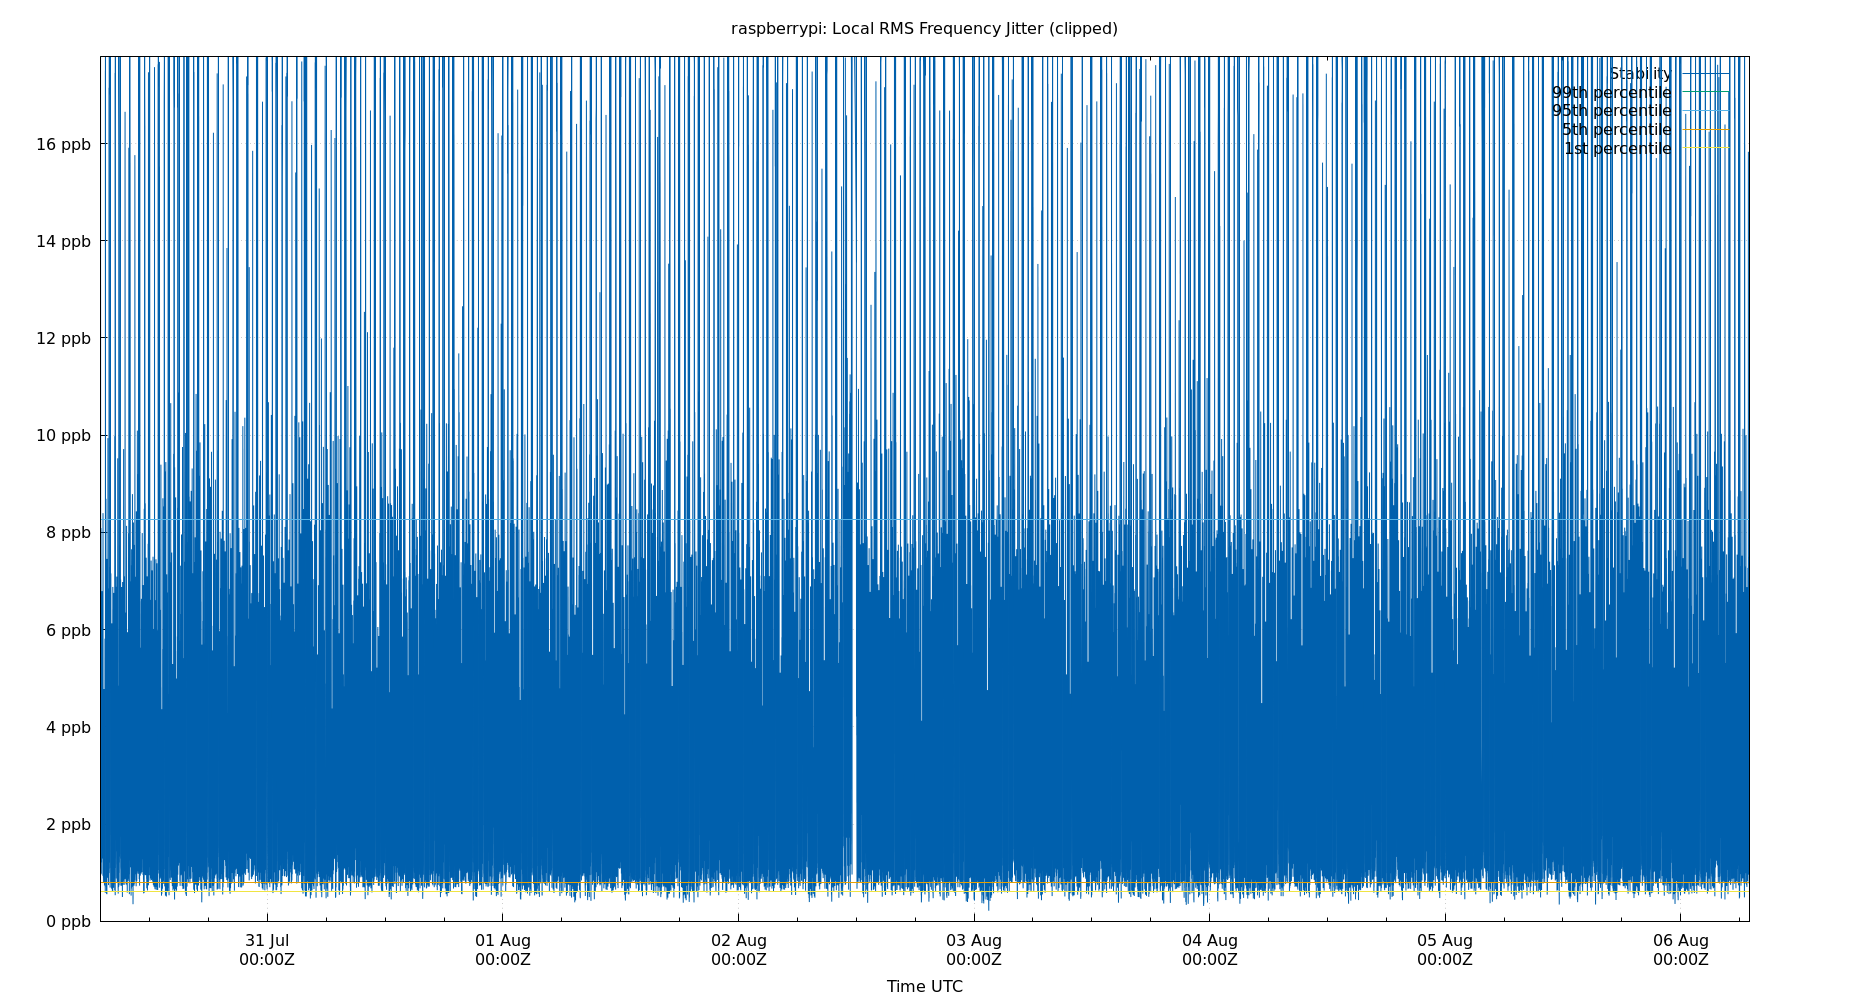 raspberrypi: Local RMS Frequency Jitter (clipped)
Stability
99th percentile
95th percentile
5th percentile
1st percentile
16 ppb
14 ppb
12 ppb
10 ppb
8 ppb
6 ppb
4 ppb
2 ppb
0 ppb
31 Jul
00:00Z
01 Aug
00:00Z
02 Aug
00:00Z
03 Aug
00:00Z
04 Aug
00:00Z
05 Aug
00:00Z
06 Aug
00:00Z
Time UTC